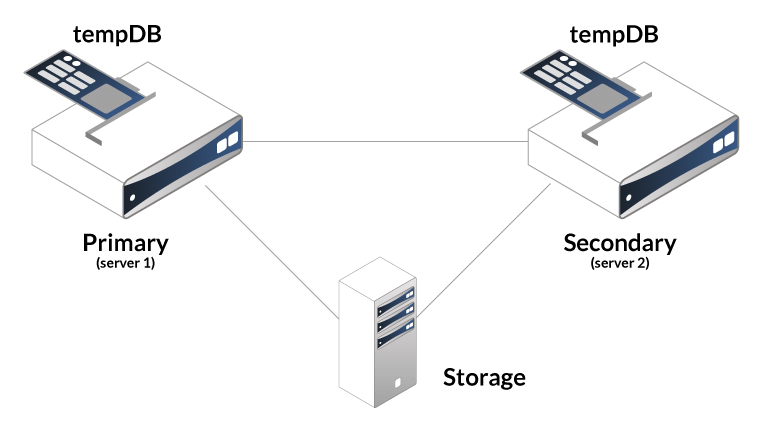 tempDB
tempDB
Primary
(server 1)
Secondary
(server 2)
Storage